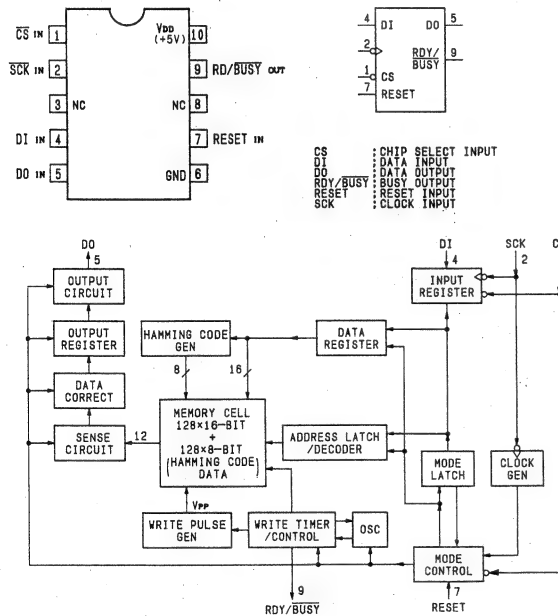 CS IN 1
VDD (+5V) 10
SCK IN 2
9 RD/BUSY OUT
3 NC
NC 8
DI IN 4
7 RESET IN
DO IN 5
GND 6
4 DI DO 5
2
RDY/BUSY 9
1 CS
7 RESET
CS : CHIP SELECT INPUT
DI : DATA INPUT
DO : DATA OUTPUT
RDY/BUSY : BUSY OUTPUT
RESET : RESET INPUT
SCK : CLOCK INPUT
DO
5
DI
4
SCK
2
C
OUTPUT CIRCUIT
INPUT REGISTER
OUTPUT REGISTER
HAMMING CODE GEN
DATA REGISTER
8
16
DATA CORRECT
MEMORY CELL
128×16-BIT
+
128×8-BIT
(HAMMING CODE)
DATA
SENSE CIRCUIT
12
ADDRESS LATCH /DECODER
MODE LATCH
CLOCK GEN
VPP
WRITE PULSE GEN
WRITE TIMER /CONTROL
OSC
MODE CONTROL
9
RDY/BUSY
7
RESET